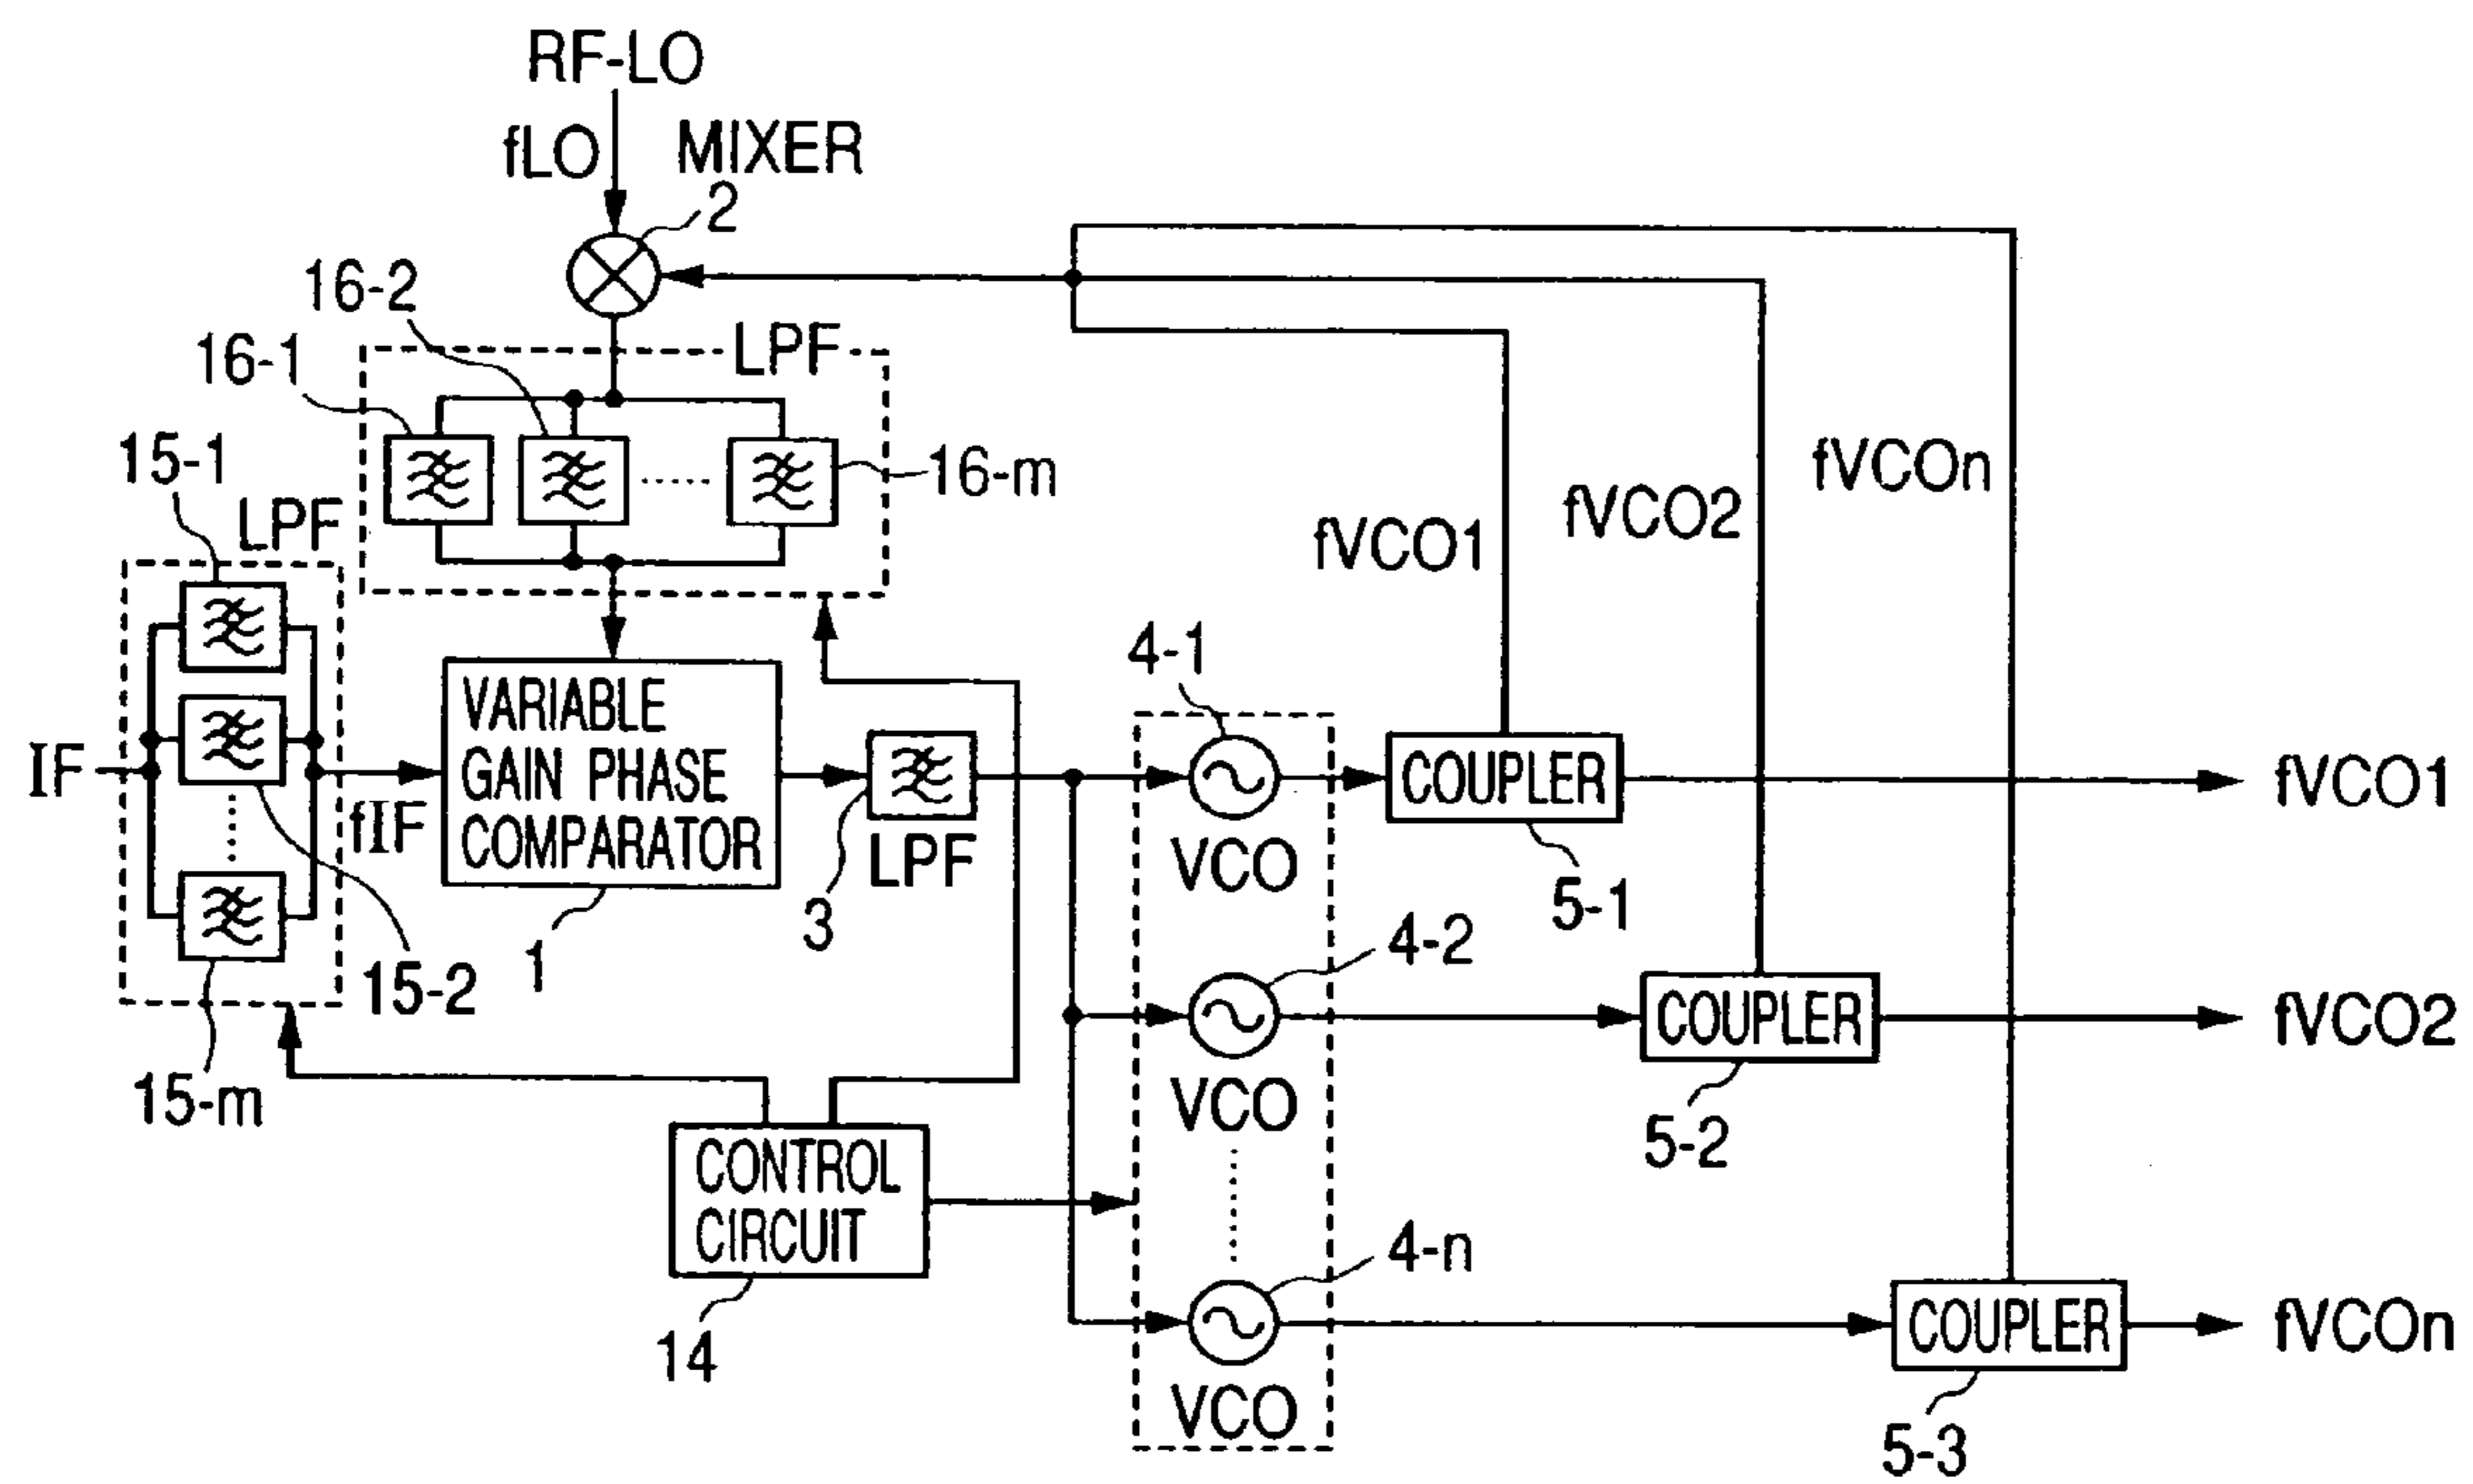 RF-LO
fLO
MIXER
2
16-2
16-1
LPF
15-1
16-m
LPF
fVCO1
fVCO2
fVCOn
4-1
IF
fIF
VARIABLE
GAIN PHASE
COMPARATOR
3
LPF
VCO
COUPLER
fVCO1
5-1
1
15-2
15-m
4-2
VCO
COUPLER
fVCO2
5-2
CONTROL
CIRCUIT
14
4-n
VCO
COUPLER
fVCOn
5-3